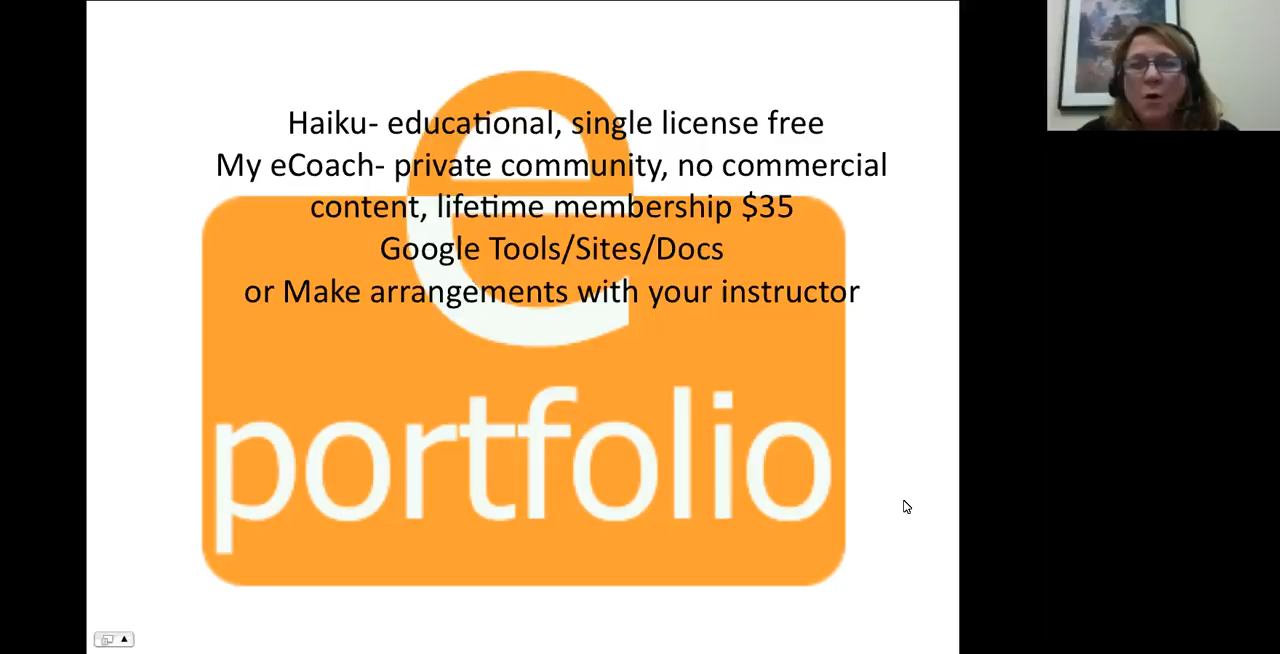 Haiku- educational, single license free
My eCoach- private community, no commercial
content, lifetime membership $35
Google Tools/Sites/Docs
or Make arrangements with your instructor
e
portfolio